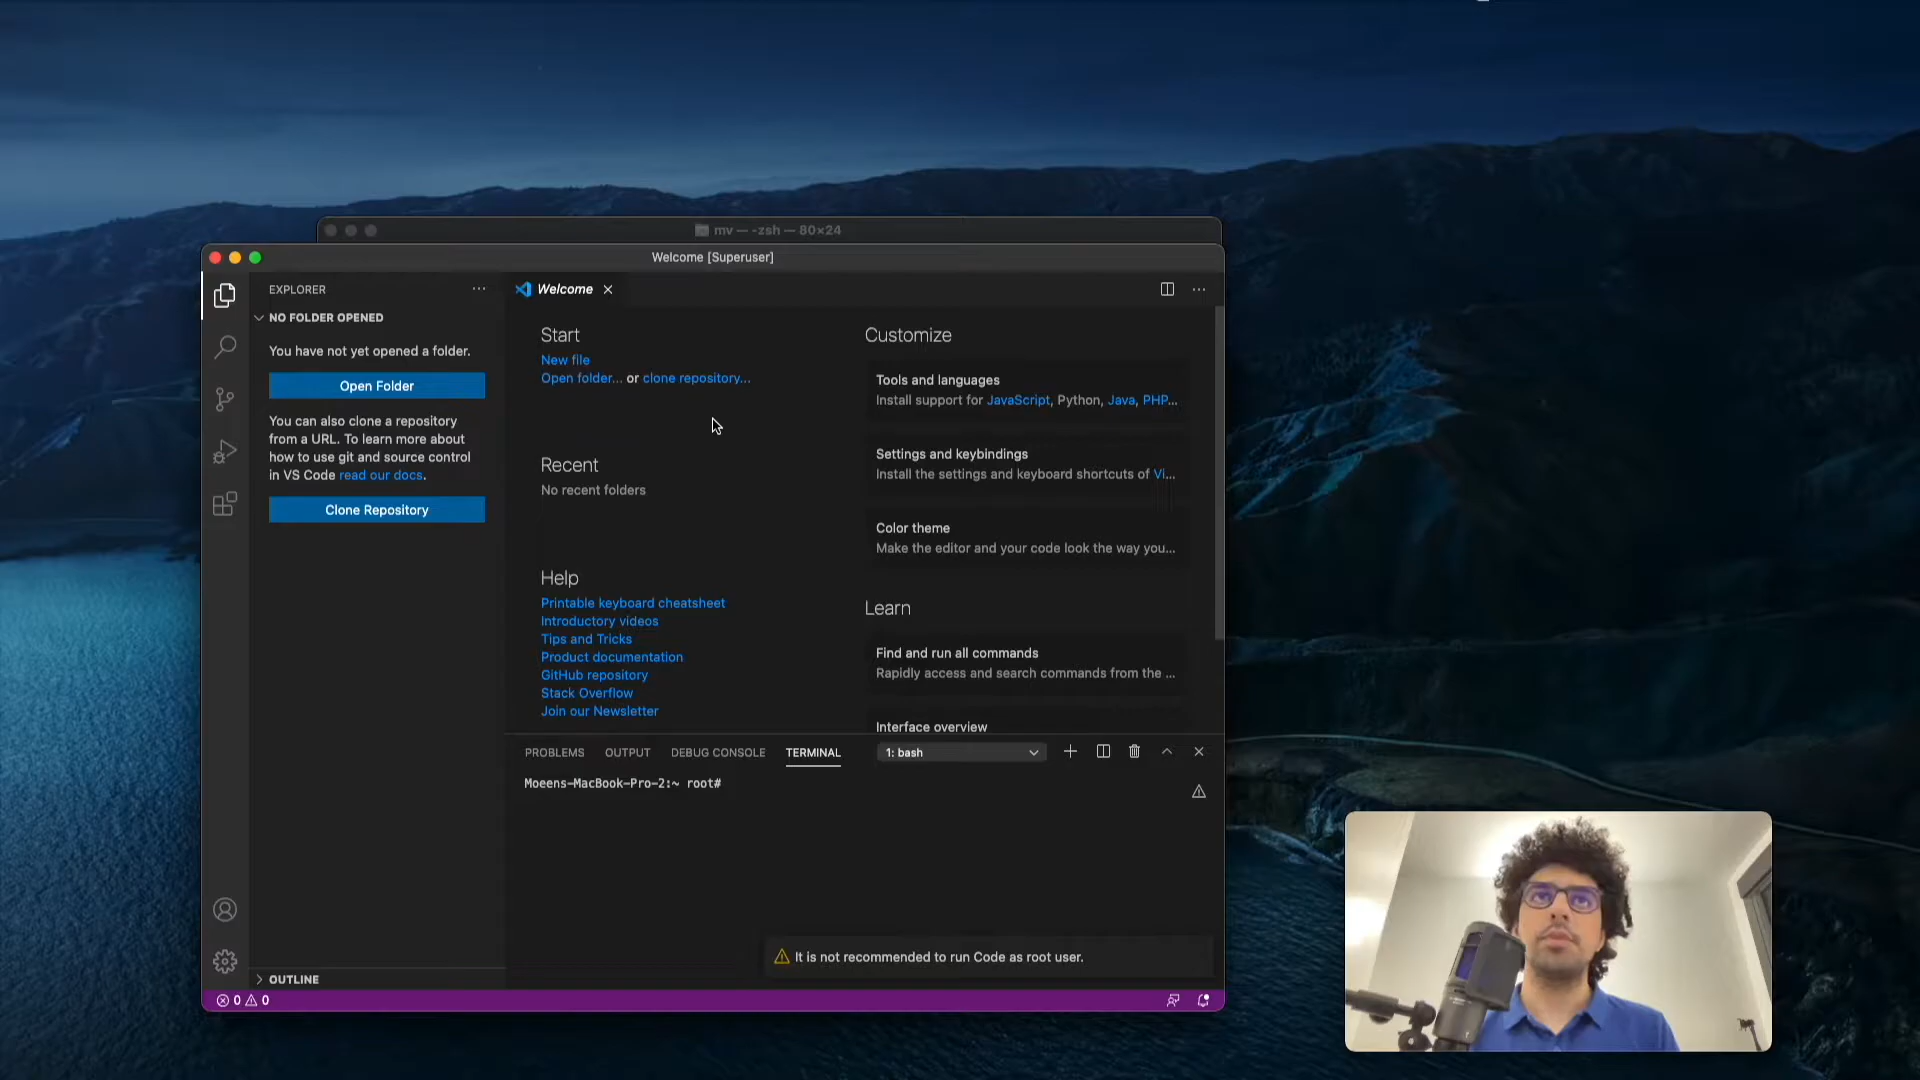 mv — -zsh — 80×24
Welcome [Superuser]
EXPLORER
NO FOLDER OPENED
You have not yet opened a folder.
Open Folder
You can also clone a repository
from a URL. To learn more about
how to use git and source control
in VS Code read our docs.
Clone Repository
OUTLINE
Welcome
Start
New file
Open folder... or clone repository...
Recent
No recent folders
Help
Printable keyboard cheatsheet
Introductory videos
Tips and Tricks
Product documentation
GitHub repository
Stack Overflow
Join our Newsletter
Customize
Tools and languages
Install support for JavaScript, Python, Java, PHP...
Settings and keybindings
Install the settings and keyboard shortcuts of Vi...
Color theme
Make the editor and your code look the way you...
Learn
Find and run all commands
Rapidly access and search commands from the ...
Interface overview
PROBLEMS OUTPUT DEBUG CONSOLE TERMINAL 1: bash
Moeens-MacBook-Pro-2:~ root#
It is not recommended to run Code as root user.
0 0